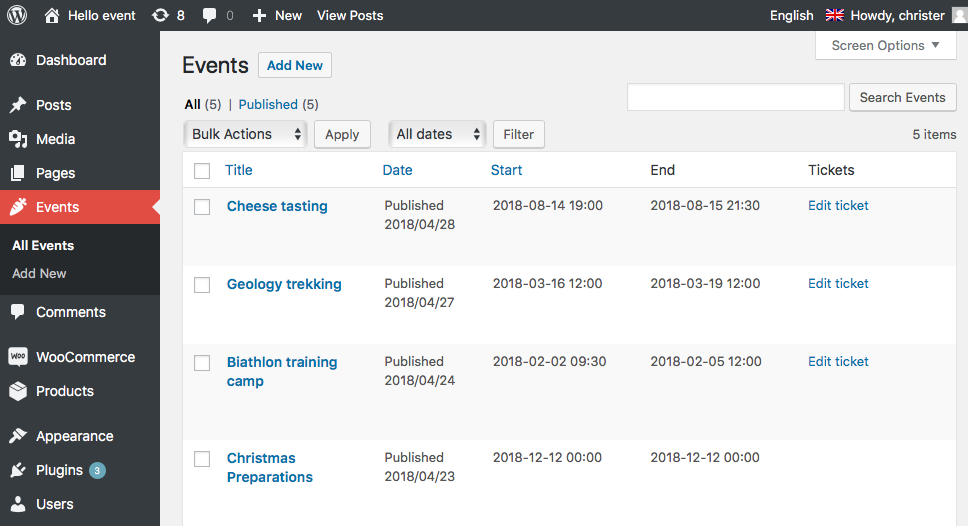 Hello event 8 0 New View Posts English Howdy, christer
Screen Options
Events Add New
All (5) | Published (5)
Search Events
Bulk Actions Apply All dates Filter 5 items
Title Date Start End Tickets
Cheese tasting Published 2018-08-14 19:00 2018-08-15 21:30 Edit ticket
2018/04/28
Geology trekking Published 2018-03-16 12:00 2018-03-19 12:00 Edit ticket
2018/04/27
Biathlon training Published 2018-02-02 09:30 2018-02-05 12:00 Edit ticket
camp 2018/04/24
Christmas Published 2018-12-12 00:00 2018-12-12 00:00
Preparations 2018/04/23
Dashboard
Posts
Media
Pages
Events
All Events
Add New
Comments
Woo WooCommerce
Products
Appearance
Plugins 3
Users